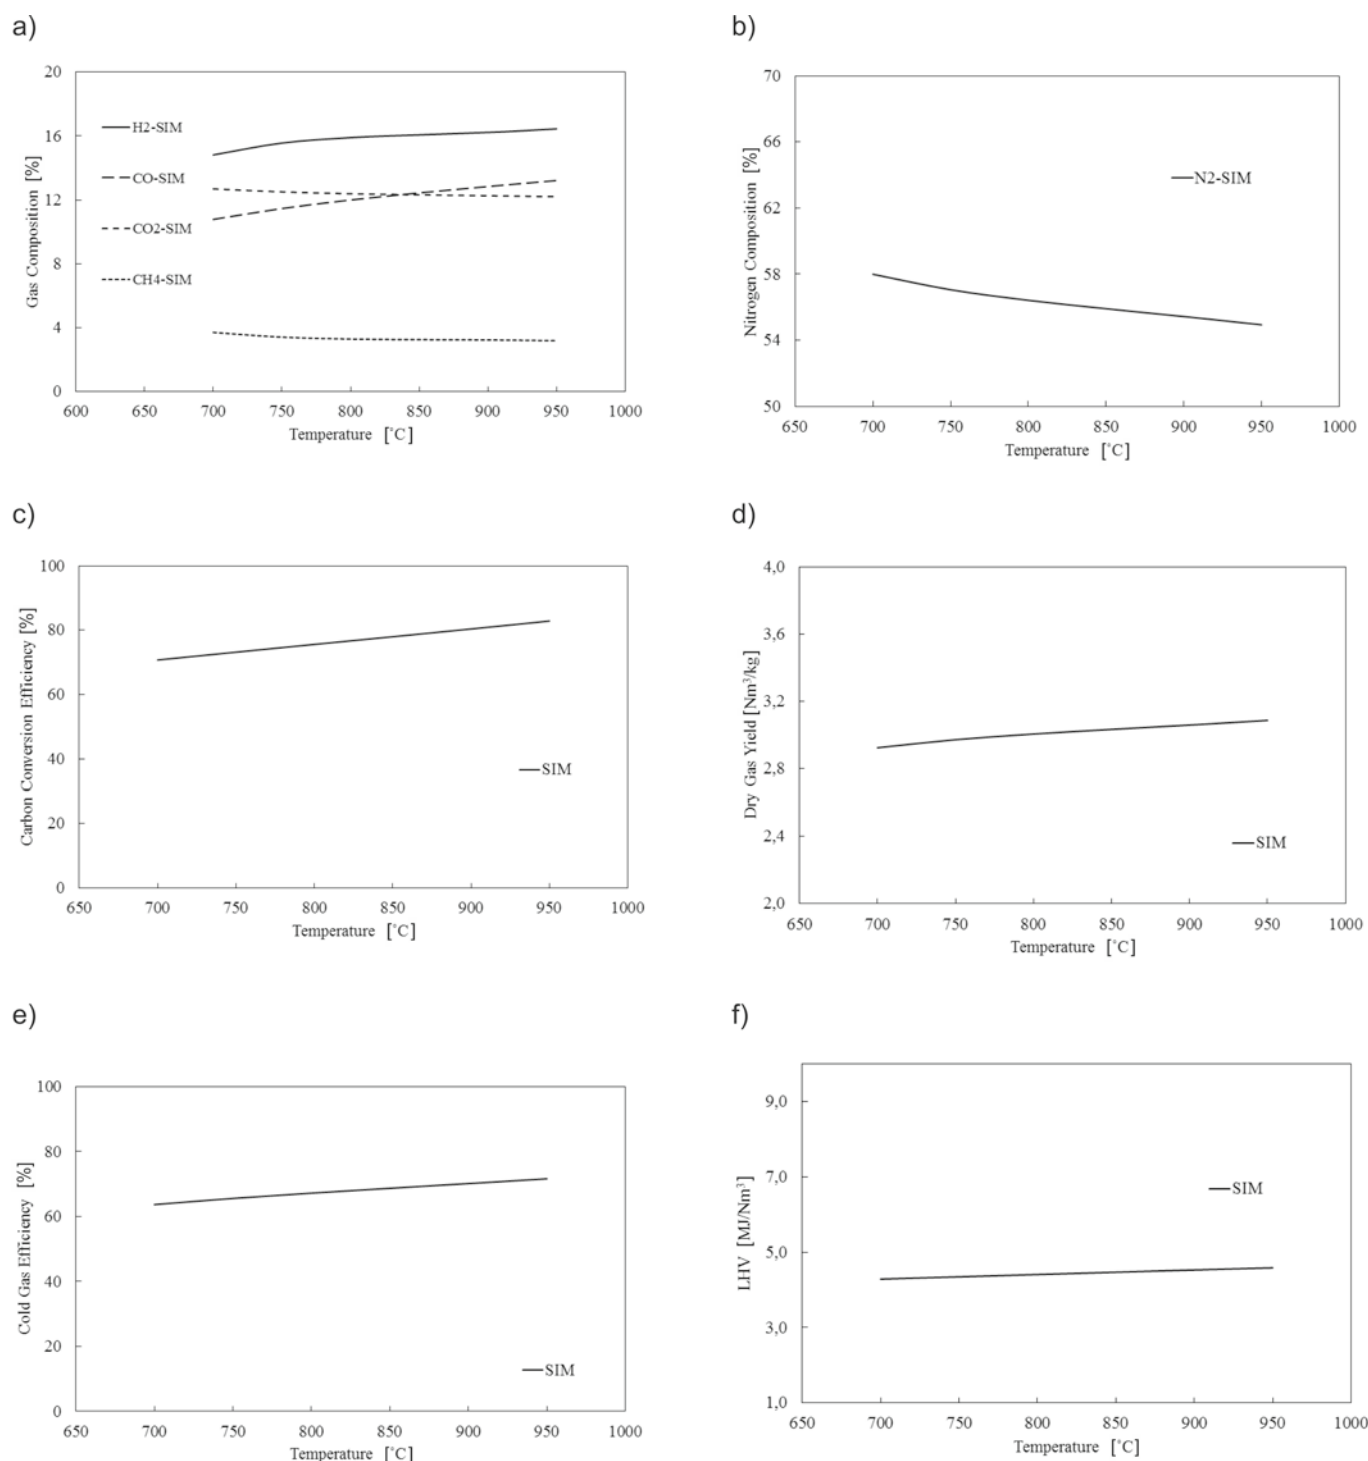 a)
Gas Composition [%]
20
16
12
8
4
0
H2-SIM
CO-SIM
CO2-SIM
CH4-SIM
600 650 700 750 800 850 900 950 1000
Temperature [˚C]
b)
Nitrogen Composition [%]
70
66
62
58
54
50
N2-SIM
650 700 750 800 850 900 950 1000
Temperature [˚C]
c)
Carbon Conversion Efficiency [%]
100
80
60
40
20
0
SIM
650 700 750 800 850 900 950 1000
Temperature [˚C]
d)
Dry Gas Yield [Nm³/kg]
4,0
3,6
3,2
2,8
2,4
2,0
SIM
650 700 750 800 850 900 950 1000
Temperature [˚C]
e)
Cold Gas Efficiency [%]
100
80
60
40
20
0
SIM
650 700 750 800 850 900 950 1000
Temperature [˚C]
f)
LHV [MJ/Nm³]
9,0
7,0
5,0
3,0
1,0
SIM
650 700 750 800 850 900 950 1000
Temperature [˚C]